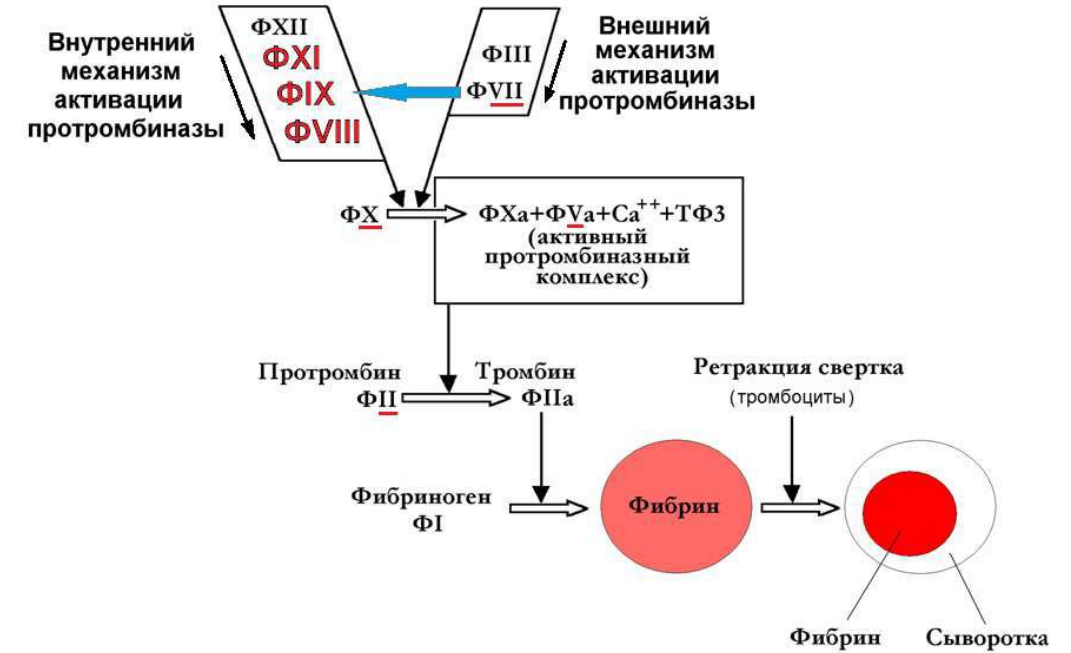 Внутренний
механизм
активации
протромбиназы
ФXII
ФXI
ФIX
ФVIII
ФIII
ФVII
Внешний
механизм
активации
протромбиназы
ФX
ФXa+ФVa+Ca+++ТФ3
(активный
протромбиназный
комплекс)
Протромбин
ФII
Тромбин
ФIIa
Ретракция свертка
(тромбоциты)
Фибриноген
ФI
Фибрин
Фибрин
Сыворотка